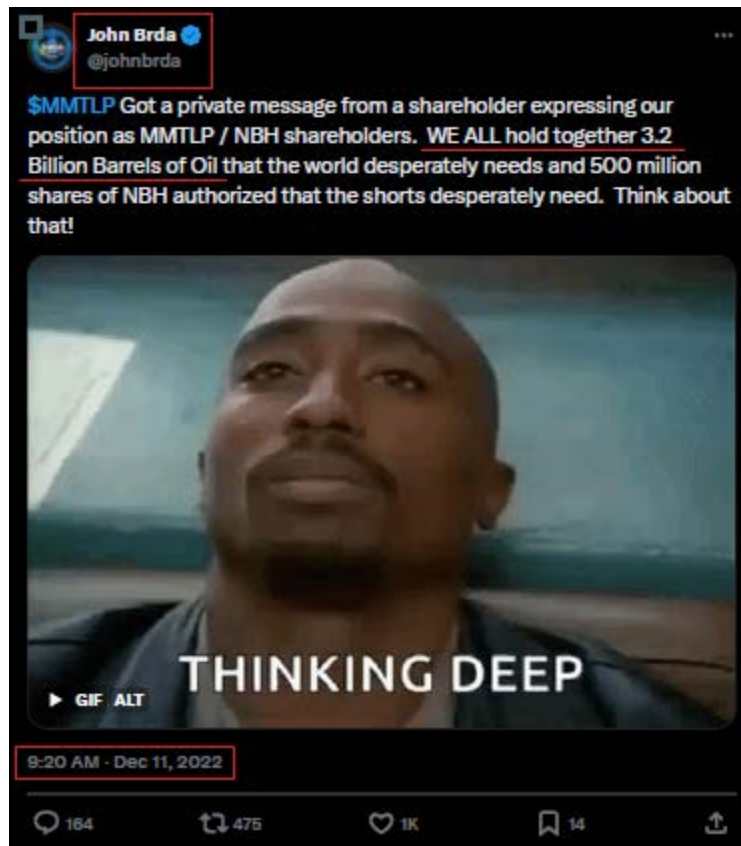 John Brda
@johnbrda
$MMTLP Got a private message from a shareholder expressing our
position as MMTLP / NBH shareholders. WE ALL hold together 3.2
Billion Barrels of Oil that the world desperately needs and 500 million
shares of NBH authorized that the shorts desperately need. Think about
that!
THINKING DEEP
GIF ALT
9:20 AM · Dec 11, 2022
164 475 1K 14